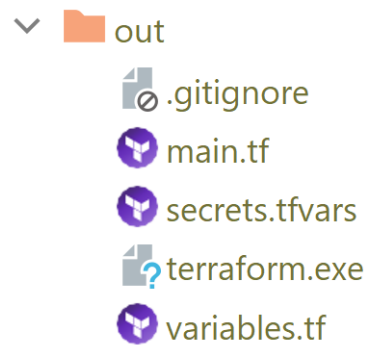 out
.gitignore
main.tf
secrets.tfvars
?terraform.exe
variables.tf